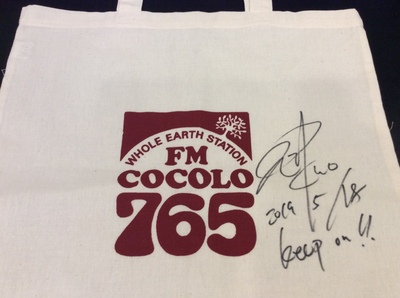 WHOLE EARTH STATION
FM
COCOLO
765
2019 5/18
keep on!!